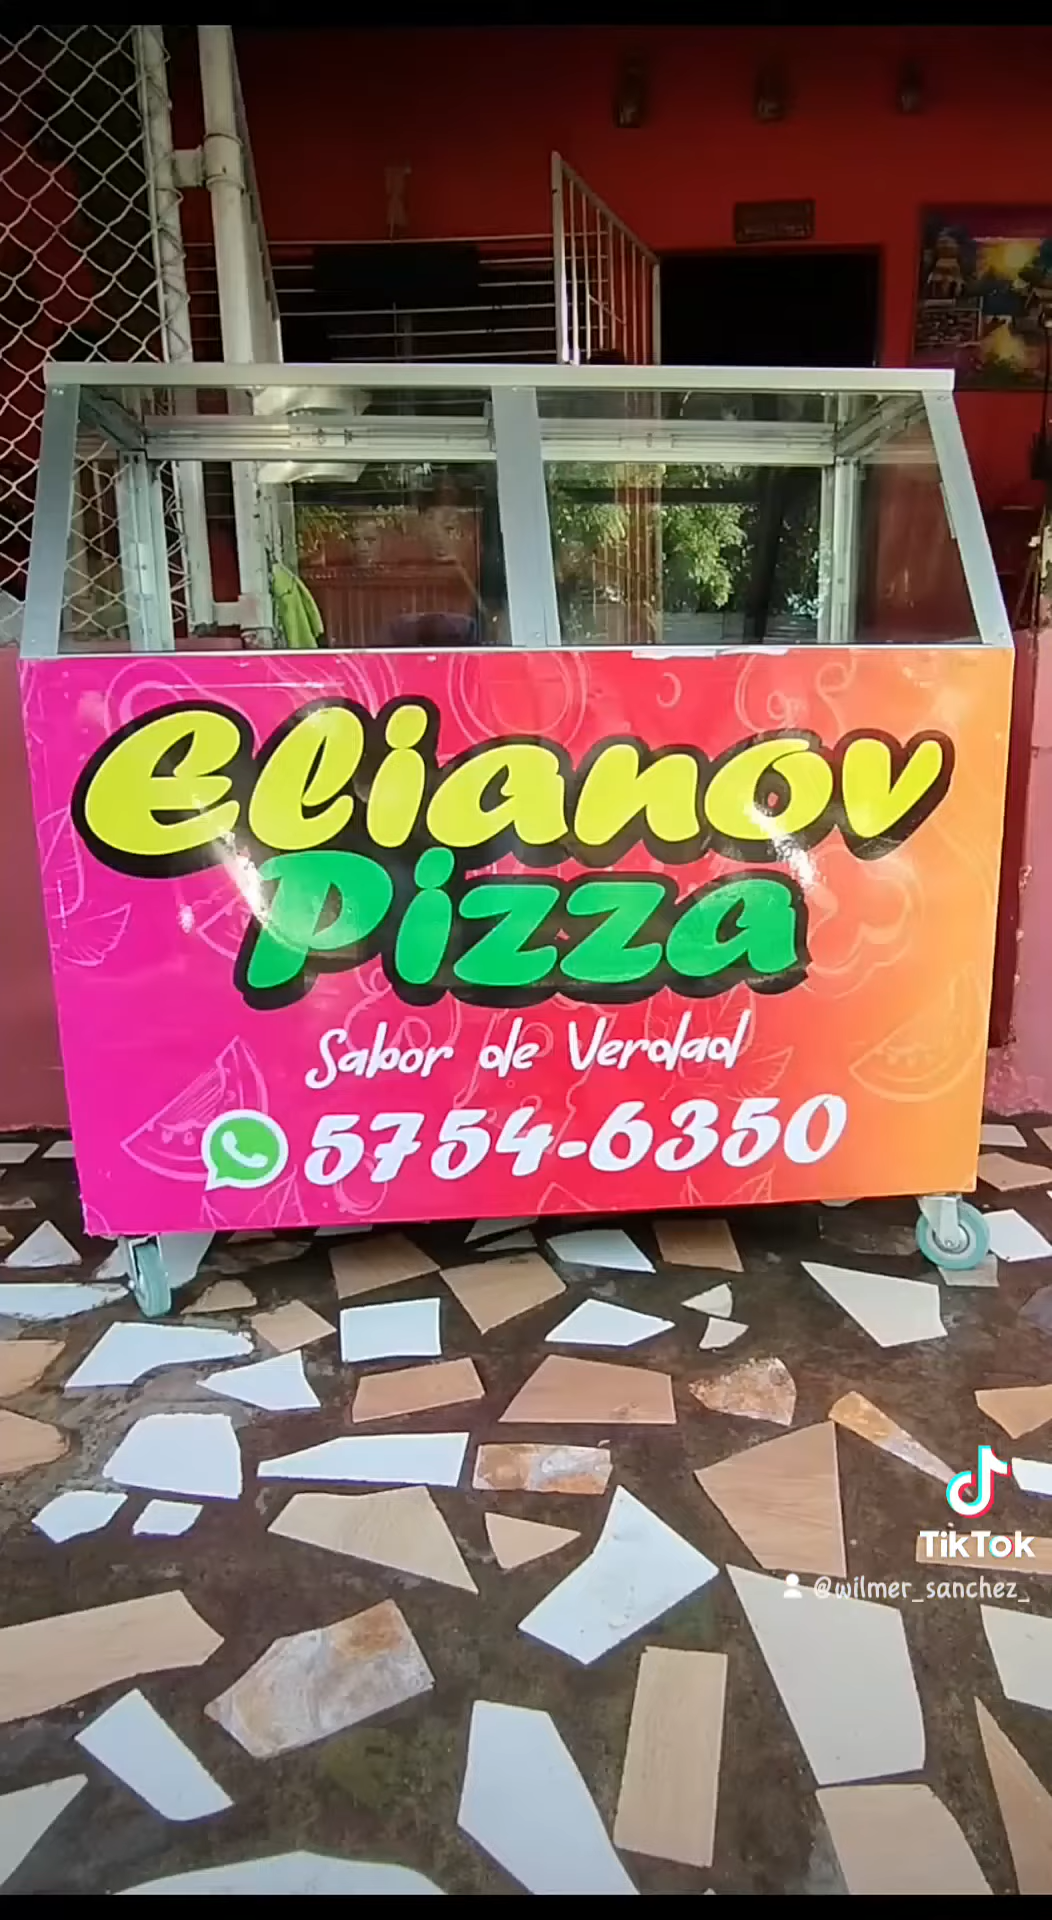 Elianov
Pizza
Sabor de Verdad
5754-6350
TikTok
@wilmer_sanchez_